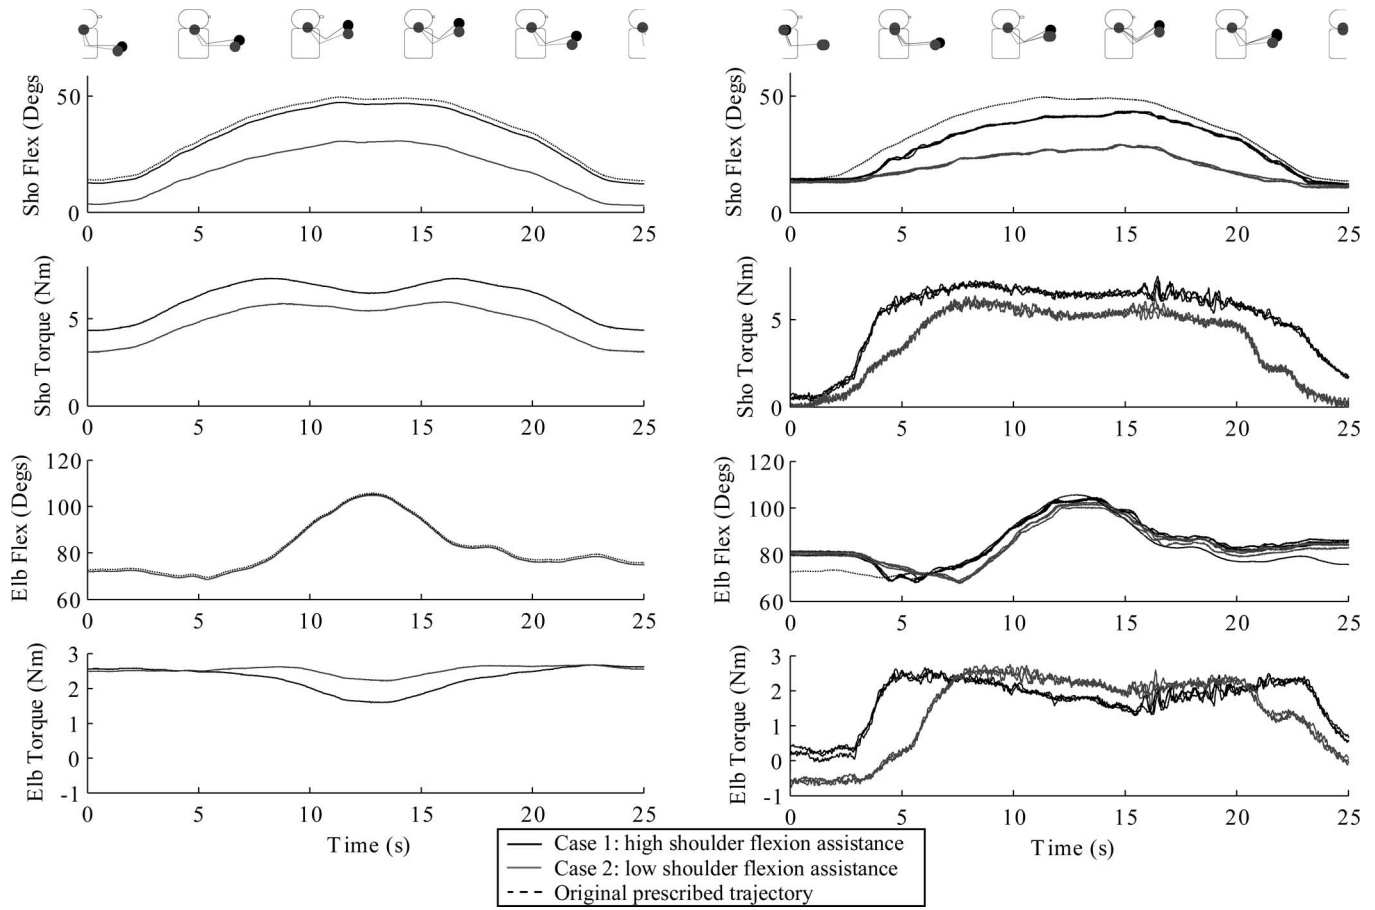 Sho Flex (Degs)
50
0
0 5 10 15 20 25
Sho Torque (Nm)
5
0
0 5 10 15 20 25
Elb Flex (Degs)
120
100
80
60
0 5 10 15 20 25
Elb Torque (Nm)
3
2
1
0
-1
0 5 10 15 20 25
Time (s)
Sho Flex (Degs)
50
0
0 5 10 15 20 25
Sho Torque (Nm)
5
0
0 5 10 15 20 25
Elb Flex (Degs)
120
100
80
60
0 5 10 15 20 25
Elb Torque (Nm)
3
2
1
0
-1
0 5 10 15 20 25
Time (s)
Case 1: high shoulder flexion assistance
Case 2: low shoulder flexion assistance
Original prescribed trajectory